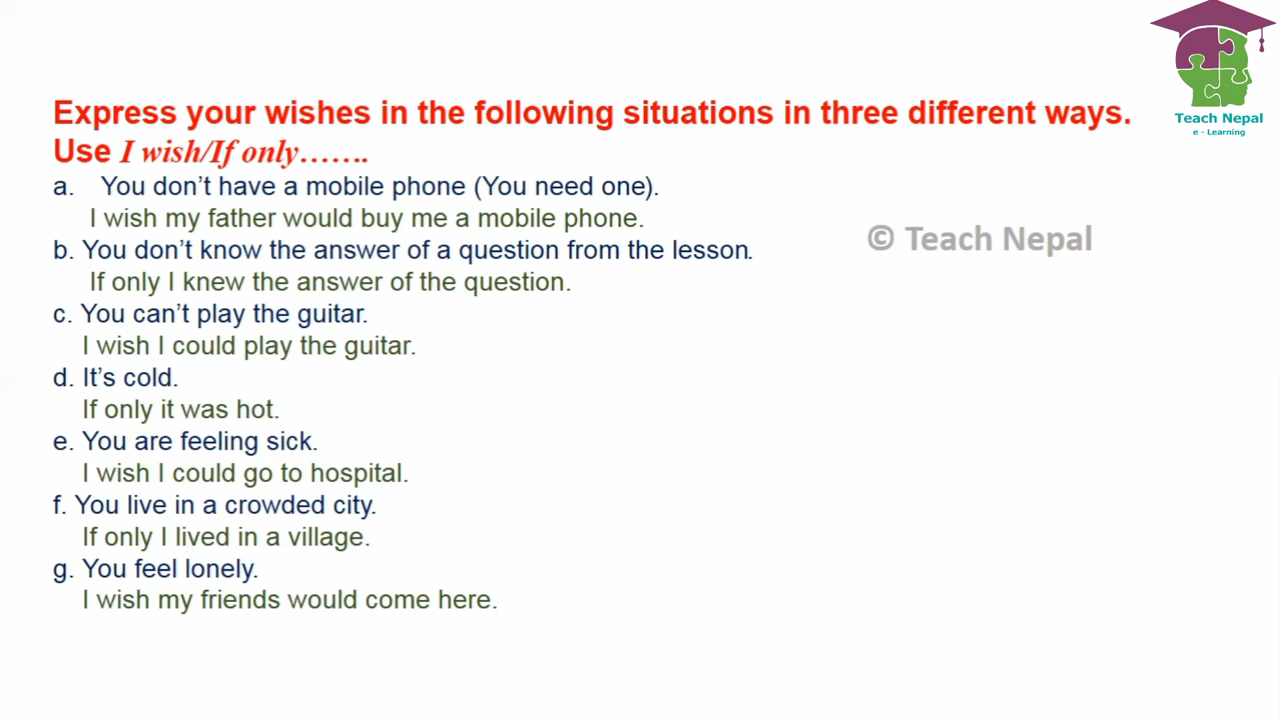 Teach Nepal
e - Learning
Express your wishes in the following situations in three different ways.
Use I wish/If only…….
a. You don’t have a mobile phone (You need one).
I wish my father would buy me a mobile phone.
© Teach Nepal
b. You don’t know the answer of a question from the lesson.
If only I knew the answer of the question.
c. You can’t play the guitar.
I wish I could play the guitar.
d. It’s cold.
If only it was hot.
e. You are feeling sick.
I wish I could go to hospital.
f. You live in a crowded city.
If only I lived in a village.
g. You feel lonely.
I wish my friends would come here.